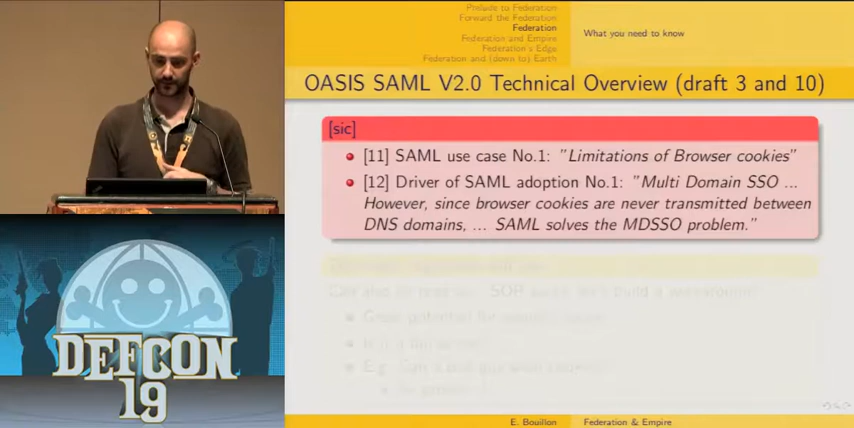 Prelude to Federation
Forward the Federation
Federation
Federation and Empire
Federation's Edge
Federation and (down to) Earth
What you need to know
OASIS SAML V2.0 Technical Overview (draft 3 and 10)
[sic]
[11] SAML use case No.1: "Limitations of Browser cookies"
[12] Driver of SAML adoption No.1: "Multi Domain SSO ...
However, since browser cookies are never transmitted between
DNS domains, ... SAML solves the MDSSO problem."
DEFCON
19
E. Bouillon
Federation & Empire